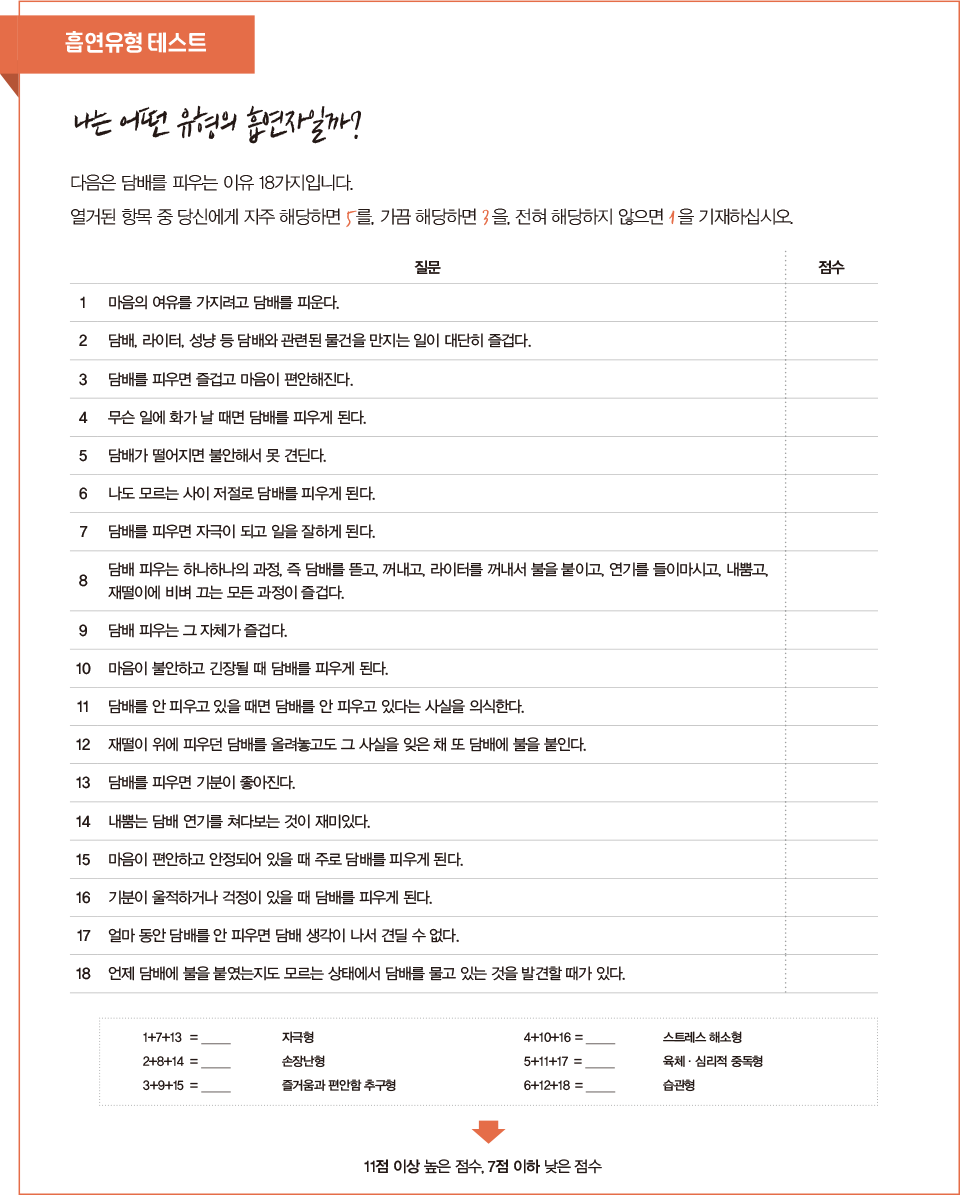 흡연유형 테스트
나는 어떤 유형의 흡연자일까?
다음은 담배를 피우는 이유 18가지입니다.
열거된 항목 중 당신에게 자주 해당하면 5를, 가끔 해당하면 3을, 전혀 해당하지 않으면 1을 기재하십시오.
질문 점수
1 마음의 여유를 가지려고 담배를 피운다.
2 담배, 라이터, 성냥 등 담배와 관련된 물건을 만지는 일이 대단히 즐겁다.
3 담배를 피우면 즐겁고 마음이 편안해진다.
4 무슨 일에 화가 날 때면 담배를 피우게 된다.
5 담배가 떨어지면 불안해서 못 견딘다.
6 나도 모르는 사이 저절로 담배를 피우게 된다.
7 담배를 피우면 자극이 되고 일을 잘하게 된다.
8 담배 피우는 하나하나의 과정, 즉 담배를 뜯고, 꺼내고, 라이터를 꺼내서 불을 붙이고, 연기를 들이마시고, 내뿜고,
재떨이에 비벼 끄는 모든 과정이 즐겁다.
9 담배 피우는 그 자체가 즐겁다.
10 마음이 불안하고 긴장될 때 담배를 피우게 된다.
11 담배를 안 피우고 있을 때면 담배를 안 피우고 있다는 사실을 의식한다.
12 재떨이 위에 피우던 담배를 올려놓고도 그 사실을 잊은 채 또 담배에 불을 붙인다.
13 담배를 피우면 기분이 좋아진다.
14 내뿜는 담배 연기를 쳐다보는 것이 재미있다.
15 마음이 편안하고 안정되어 있을 때 주로 담배를 피우게 된다.
16 기분이 울적하거나 걱정이 있을 때 담배를 피우게 된다.
17 얼마 동안 담배를 안 피우면 담배 생각이 나서 견딜 수 없다.
18 언제 담배에 불을 붙였는지도 모르는 상태에서 담배를 물고 있는 것을 발견할 때가 있다.
1+7+13 = ____ 자극형 4+10+16 = ____ 스트레스 해소형
2+8+14 = ____ 손장난형 5+11+17 = ____ 육체·심리적 중독형
3+9+15 = ____ 즐거움과 편안함 추구형 6+12+18 = ____ 습관형
11점 이상 높은 점수, 7점 이하 낮은 점수